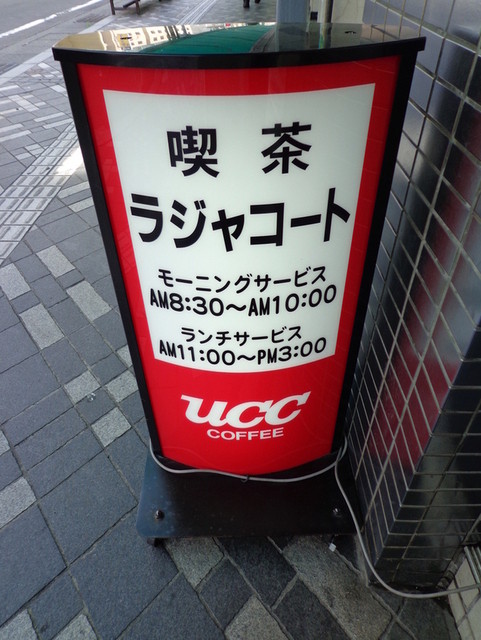 喫茶
ラジャコート
モーニングサービス
AM8:30～AM10:00
ランチサービス
AM11:00～PM3:00
UCC
COFFEE